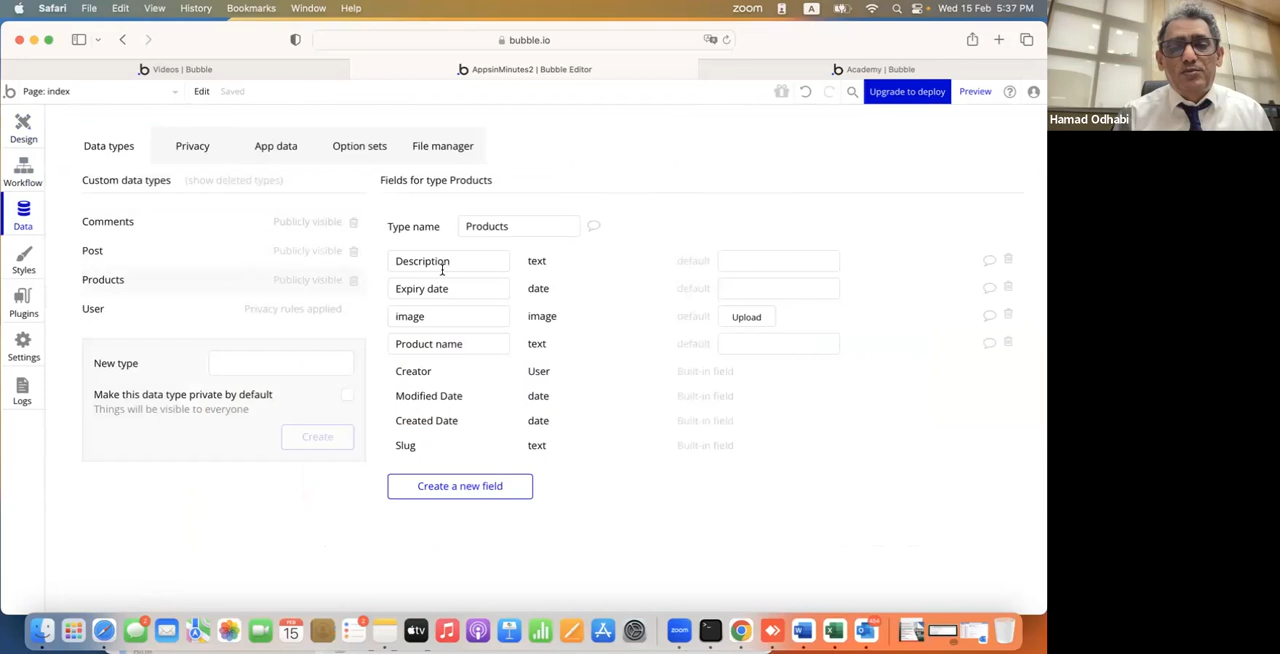 Safari File Edit View History Bookmarks Window Help zoom A Wed 15 Feb 5:37 PM
bubble.io
Videos | Bubble AppsinMinutes2 | Bubble Editor Academy | Bubble
Page: index Edit Saved Upgrade to deploy Preview
Hamad Odhabi
Design
Workflow
Data
Styles
Plugins
Settings
Logs
Data types Privacy App data Option sets File manager
Custom data types (show deleted types)
Comments Publicly visible
Post Publicly visible
Products Publicly visible
User Privacy rules applied
New type
Make this data type private by default
Things will be visible to everyone
Create
Fields for type Products
Type name Products
Description text default
Expiry date date default
image image default Upload
Product name text default
Creator User Built-in field
Modified Date date Built-in field
Created Date date Built-in field
Slug text Built-in field
Create a new field
FEB
15
2
2
tv
zoom